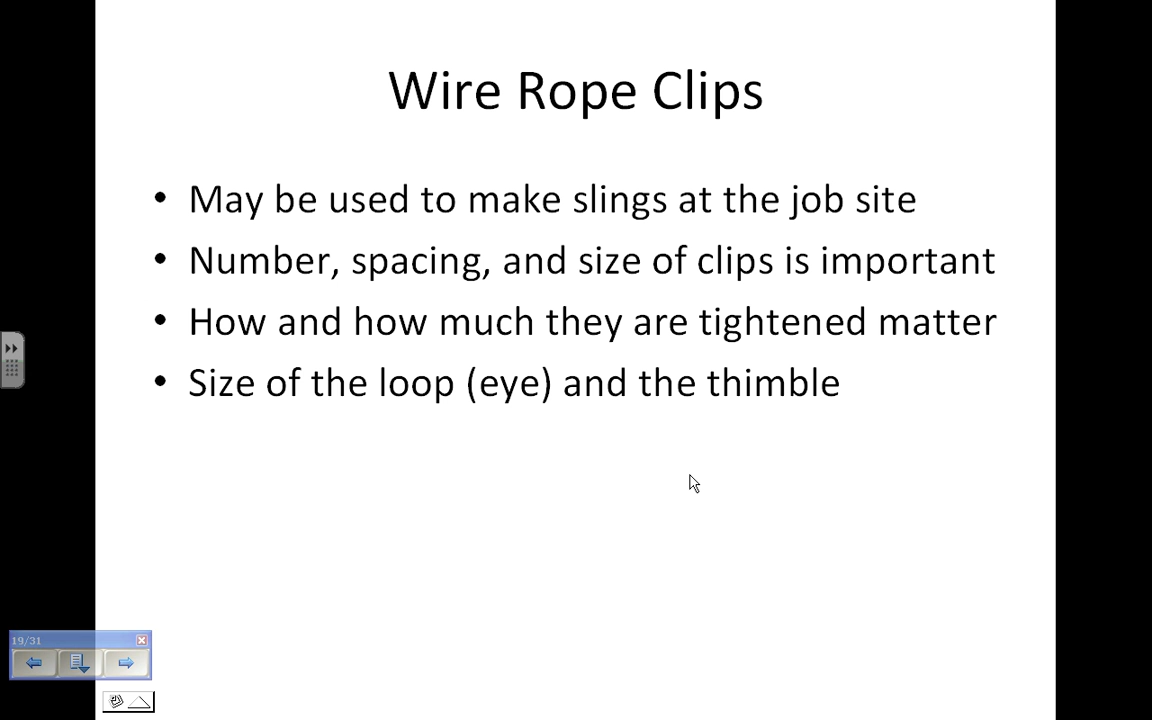 Wire Rope Clips
• May be used to make slings at the job site
• Number, spacing, and size of clips is important
• How and how much they are tightened matter
• Size of the loop (eye) and the thimble
19/31